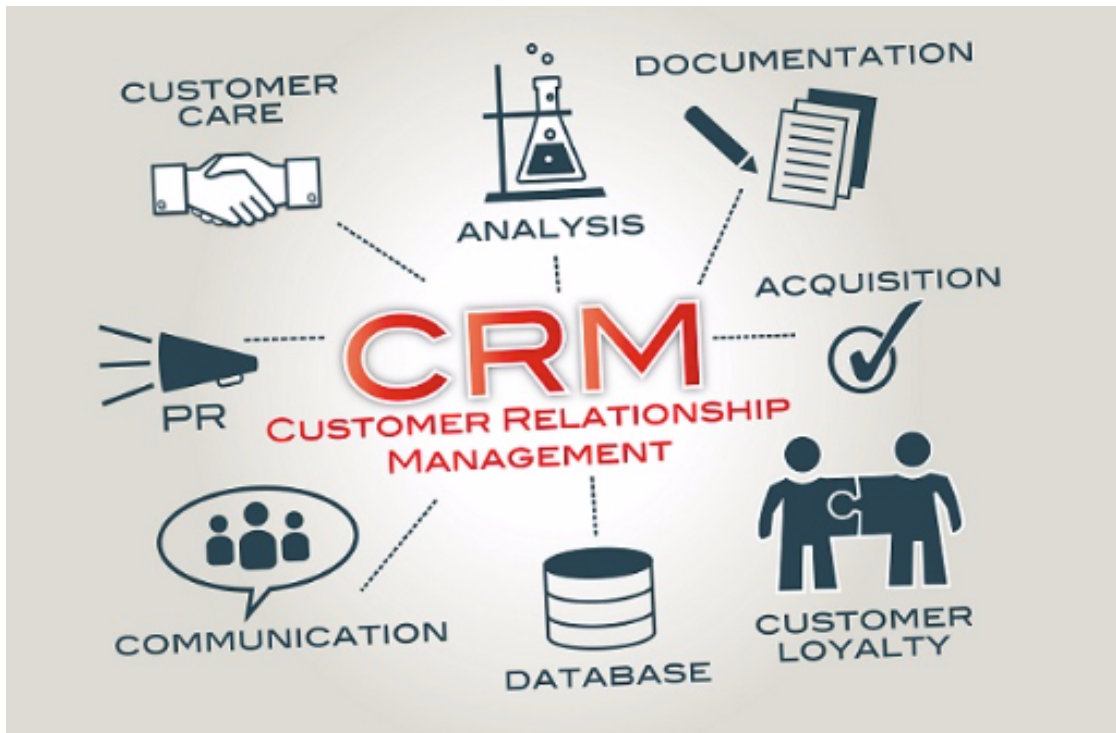 CUSTOMER
CARE
ANALYSIS
DOCUMENTATION
ACQUISITION
PR
CRM
CUSTOMER RELATIONSHIP
MANAGEMENT
COMMUNICATION
DATABASE
CUSTOMER
LOYALTY